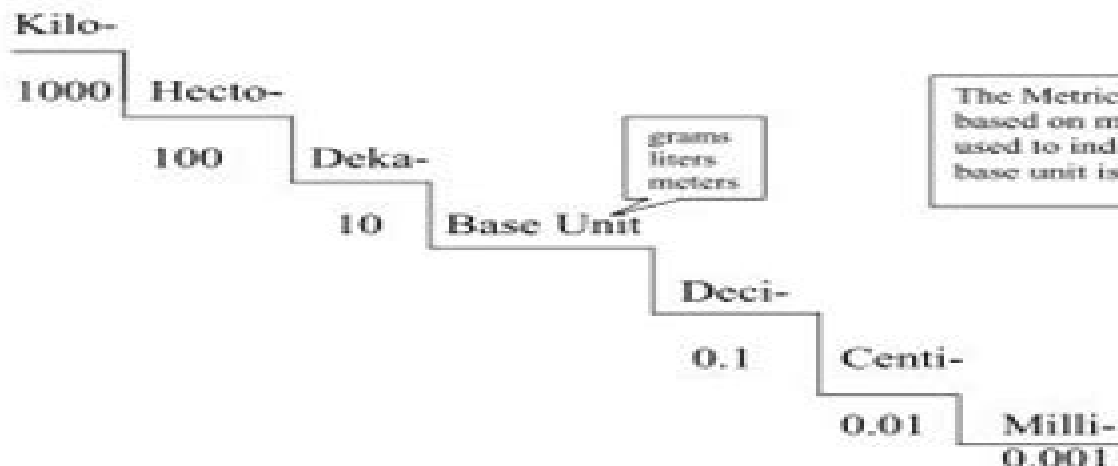 Kilo-
1000
Hecto-
100
Deka-
10
Base Unit
grams
liters
meters
The Metric
based on
used to
base unit is
Deci-
0.1
Centi-
0.01
Milli-
0.001